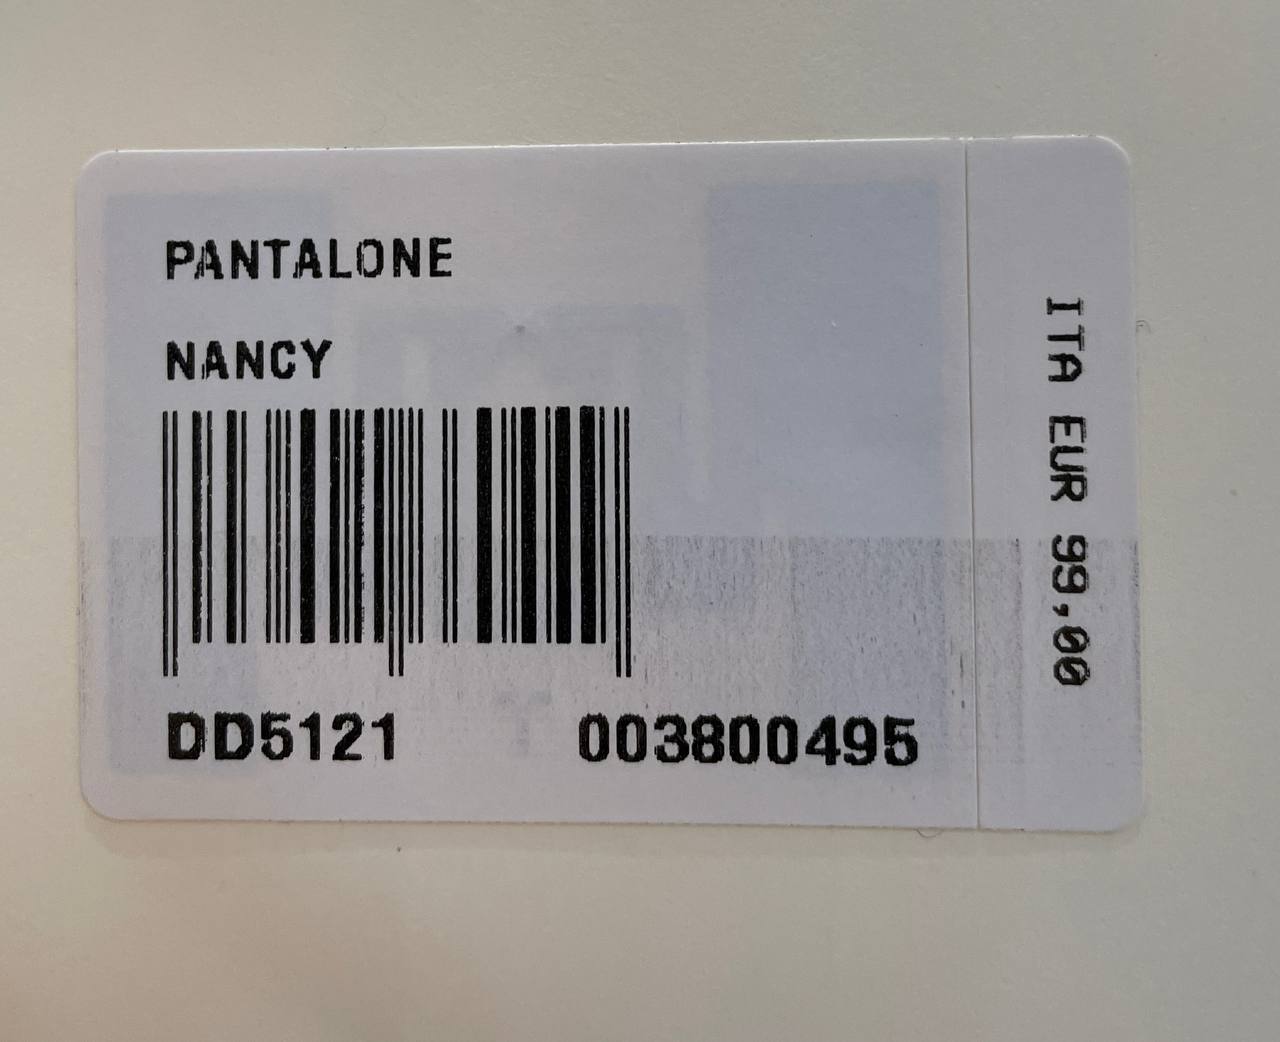 PANTALONE
NANCY
DD5121 003800495
ITA EUR 99,00